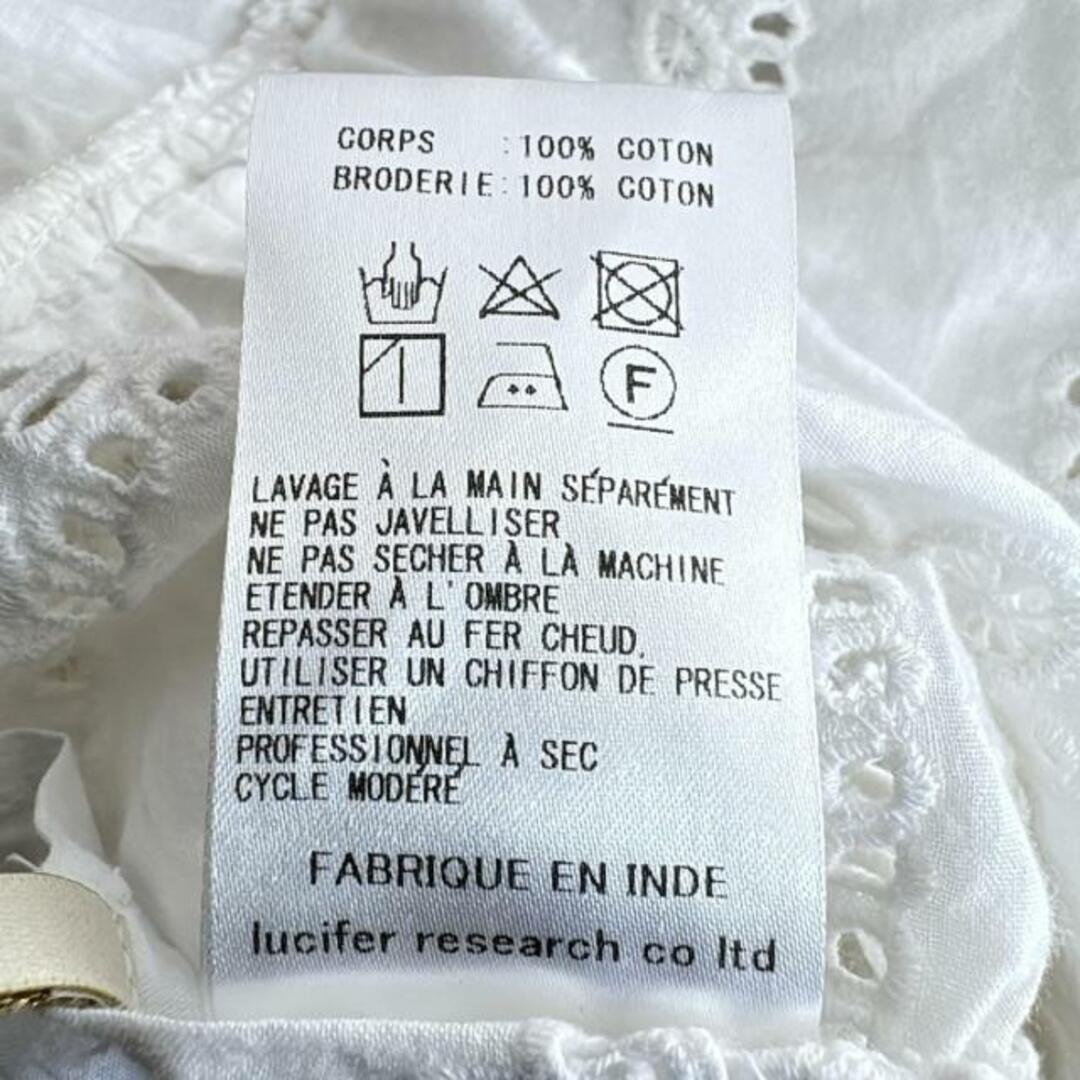 CORPS : 100% COTON
BRODERIE : 100% COTON
F
LAVAGE À LA MAIN SÉPARÉMENT
NE PAS JAVELLISER
NE PAS SECHER À LÀ MACHINE
ETENDER À L'OMBRE
REPASSER AU FER CHEUD.
UTILISER UN CHIFFON DE PRESSE
ENTRETIEN
PROFESSIONNEL À SEC
CYCLE MODÉRÉ
FABRIQUE EN INDE
lucifer research co ltd